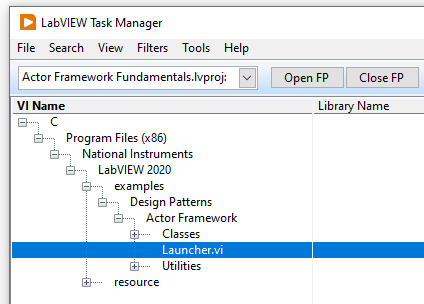 LabVIEW Task Manager
File Search View Filters Tools Help
Actor Framework Fundamentals.lvproj: Open FP Close FP
VI Name Library Name
C
Program Files (x86)
National Instruments
LabVIEW 2020
examples
Design Patterns
Actor Framework
Classes
Launcher.vi
Utilities
resource